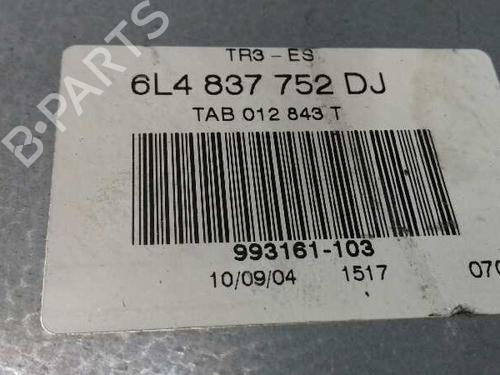 TR3 - ES
6L4 837 752 DJ
TAB 012 843 T
993161-103
10/09/04 1517 070
B-Parts